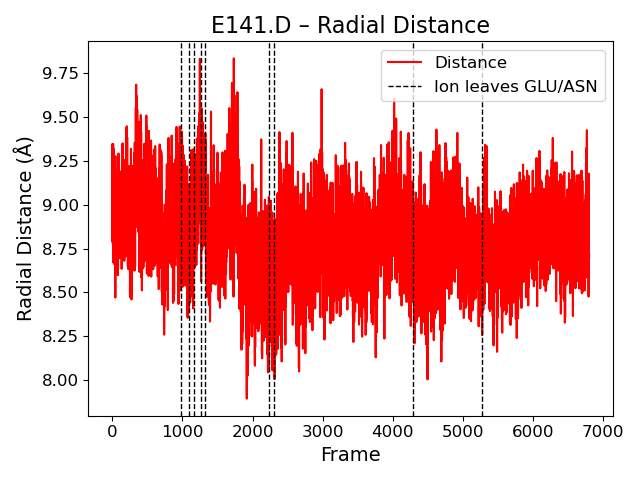 E141.D – Radial Distance
Distance
Ion leaves GLU/ASN
Radial Distance (Å)
9.75
9.50
9.25
9.00
8.75
8.50
8.25
8.00
0 1000 2000 3000 4000 5000 6000 7000
Frame